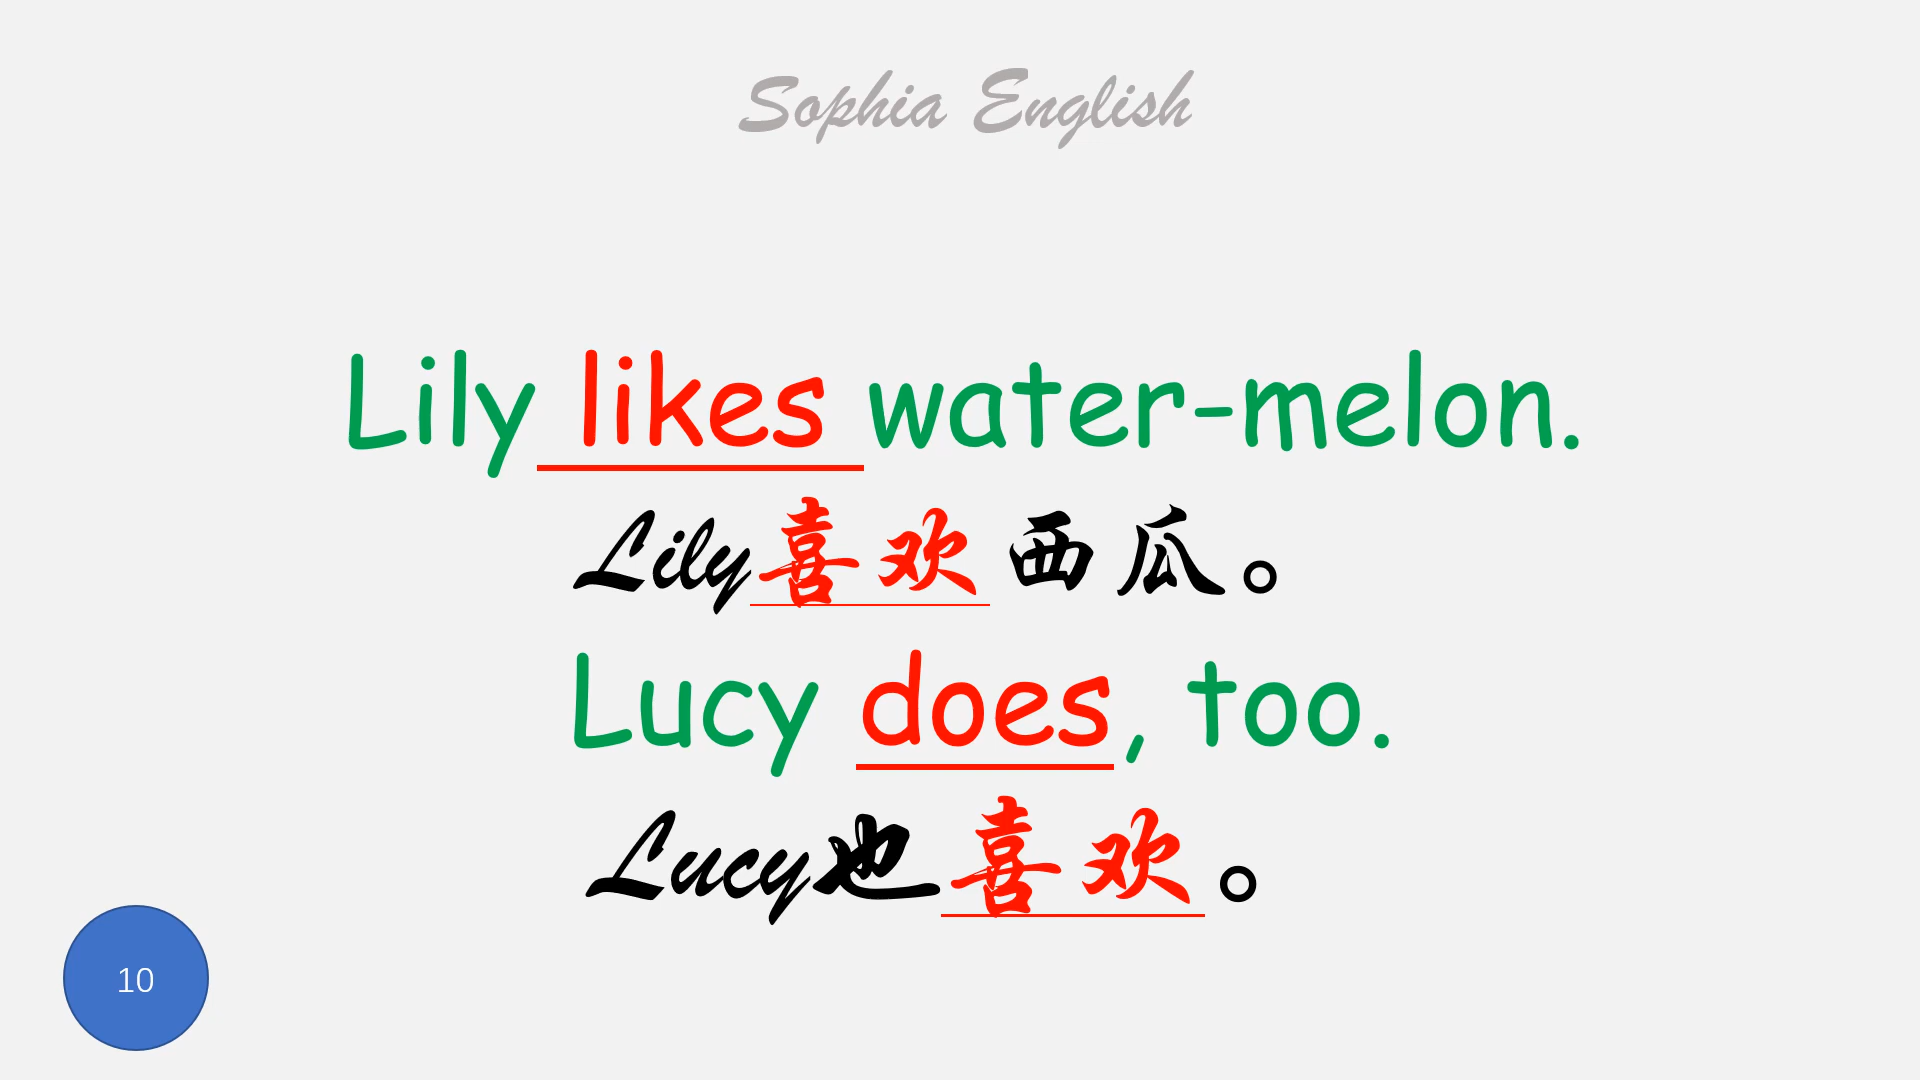 Sophia English
Lily likes water-melon.
Lily喜欢西瓜。
Lucy does, too.
Lucy也喜欢。
10